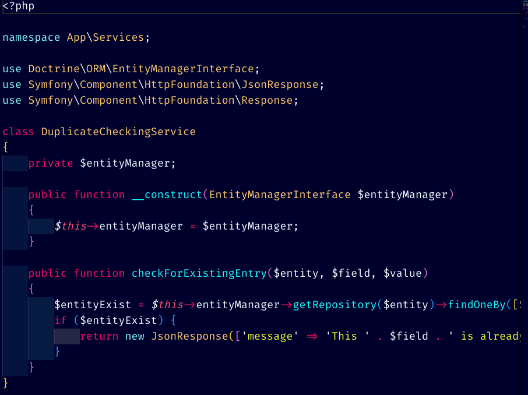 <?php
namespace App\Services;
use Doctrine\ORM\EntityManagerInterface;
use Symfony\Component\HttpFoundation\JsonResponse;
use Symfony\Component\HttpFoundation\Response;
class DuplicateCheckingService
{
private $entityManager;
public function __construct(EntityManagerInterface $entityManager)
{
$this->entityManager = $entityManager;
}
public function checkForExistingEntry($entity, $field, $value)
{
$entityExist = $this->entityManager->getRepository($entity)->findOneBy([
if ($entityExist) {
return new JsonResponse(['message' => 'This ' . $field . ' is already
}
}
}